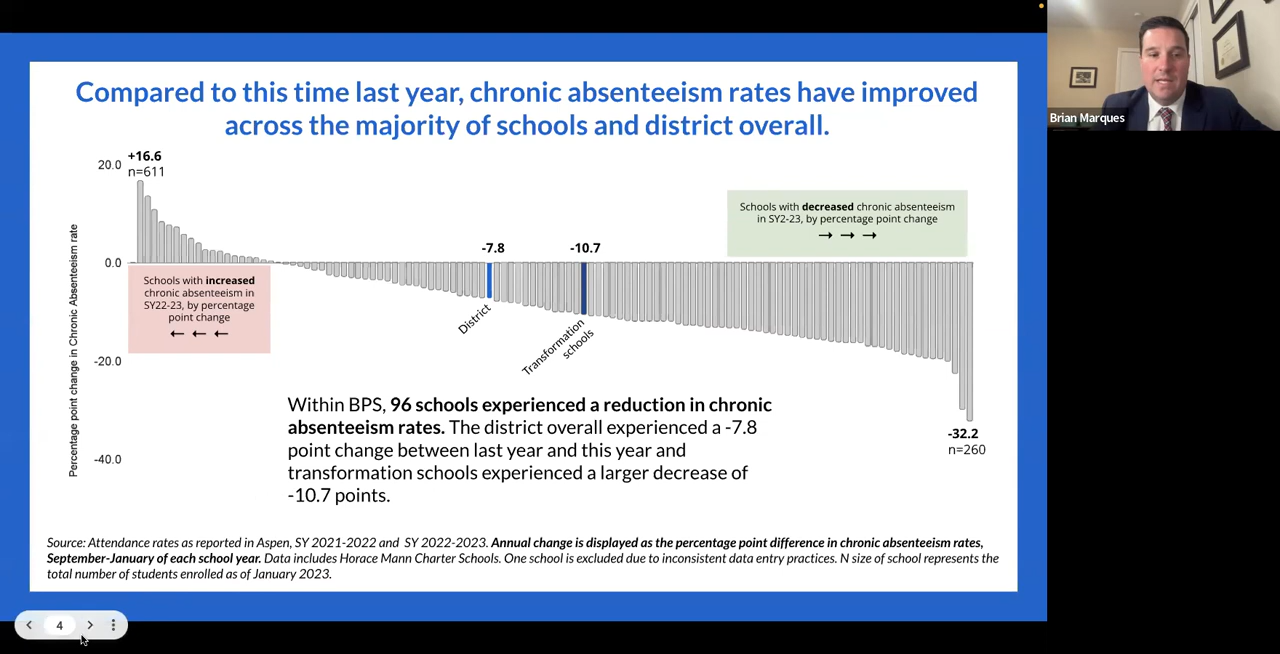 Compared to this time last year, chronic absenteeism rates have improved
across the majority of schools and district overall.
Brian Marques
+16.6
n=611
20.0
0.0
-20.0
-40.0
Percentage point change in Chronic Absenteeism rate
Schools with increased
chronic absenteeism in
SY22-23, by percentage
point change
← ← ←
-7.8
District
-10.7
Transformation
schools
Schools with decreased chronic absenteeism
in SY2-23, by percentage point change
→ → →
-32.2
n=260
Within BPS, 96 schools experienced a reduction in chronic
absenteeism rates. The district overall experienced a -7.8
point change between last year and this year and
transformation schools experienced a larger decrease of
-10.7 points.
Source: Attendance rates as reported in Aspen, SY 2021-2022 and SY 2022-2023. Annual change is displayed as the percentage point difference in chronic absenteeism rates,
September-January of each school year. Data includes Horace Mann Charter Schools. One school is excluded due to inconsistent data entry practices. N size of school represents the
total number of students enrolled as of January 2023.
4